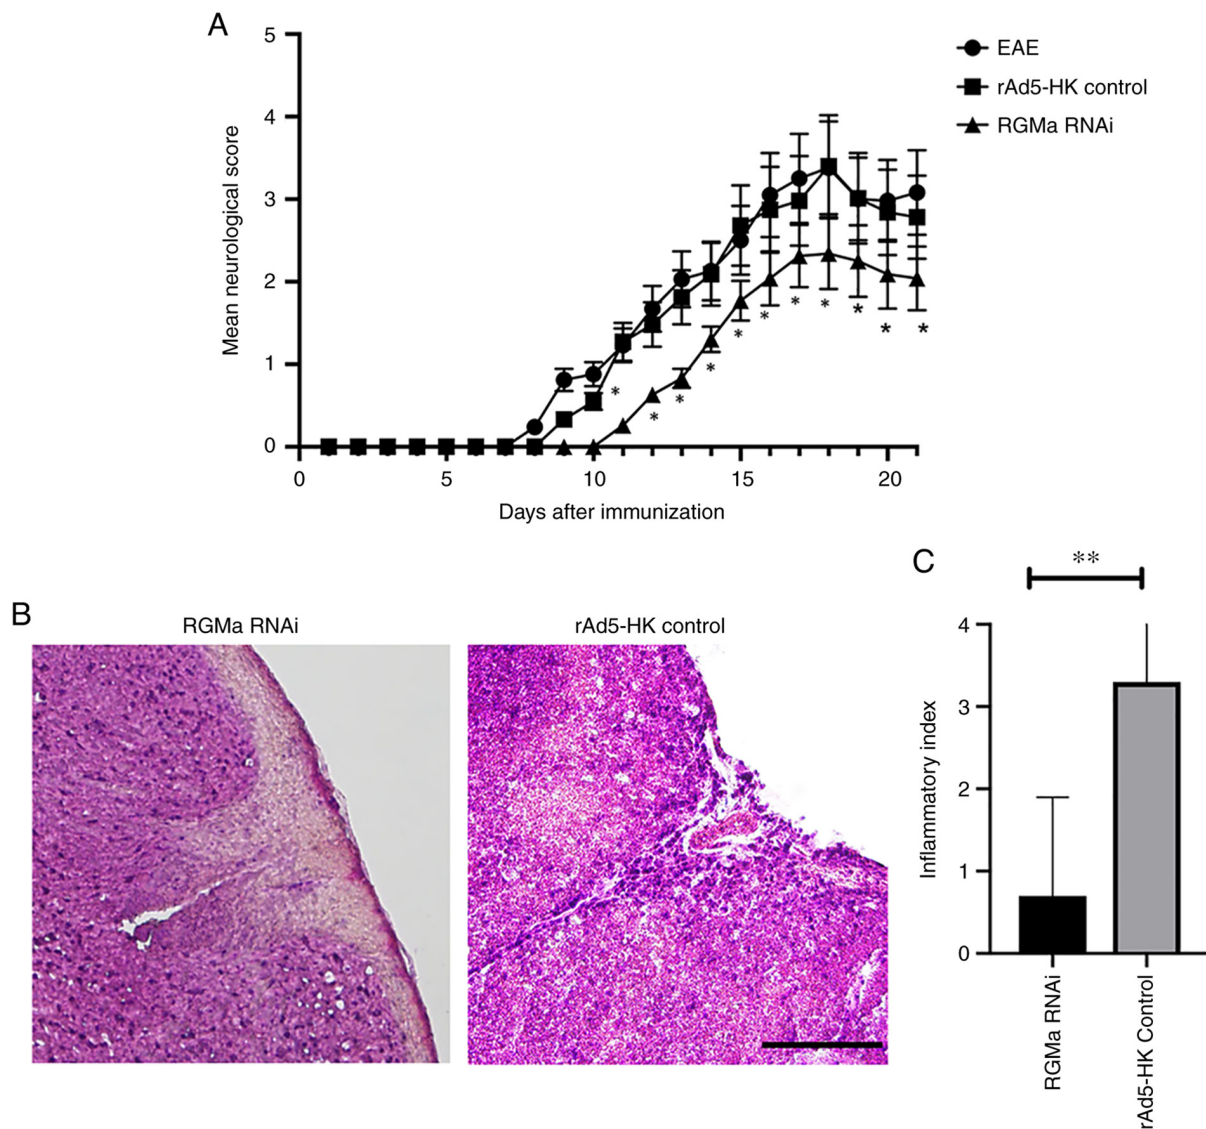 A
5
4
3
2
1
0
Mean neurological score
0 5 10 15 20
Days after immunization
EAE
rAd5-HK control
RGMa RNAi
* * * * * * * * * * *
B
RGMa RNAi
rAd5-HK control
C
**
4
3
2
1
0
Inflammatory index
RGMa RNAi
rAd5-HK Control